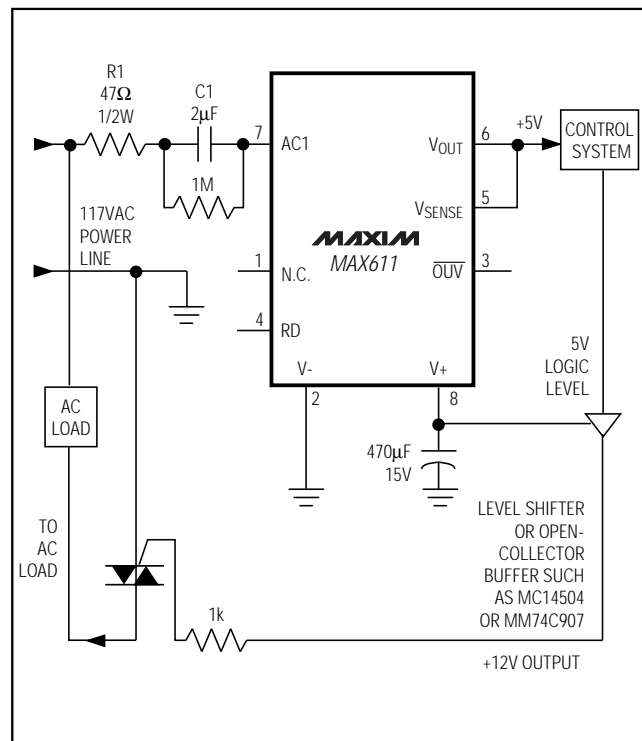 R1
47Ω
1/2W
C1
2μF
1M
117VAC
POWER
LINE
7
AC1
1
N.C.
4
RD
V-
2
V+
8
MAXIM
MAX611
VOUT
6
VSENSE
5
OUV
3
+5V
CONTROL
SYSTEM
5V
LOGIC
LEVEL
470μF
15V
AC
LOAD
TO
AC
LOAD
1k
LEVEL SHIFTER
OR OPEN-
COLLECTOR
BUFFER SUCH
AS MC14504
OR MM74C907
+12V OUTPUT